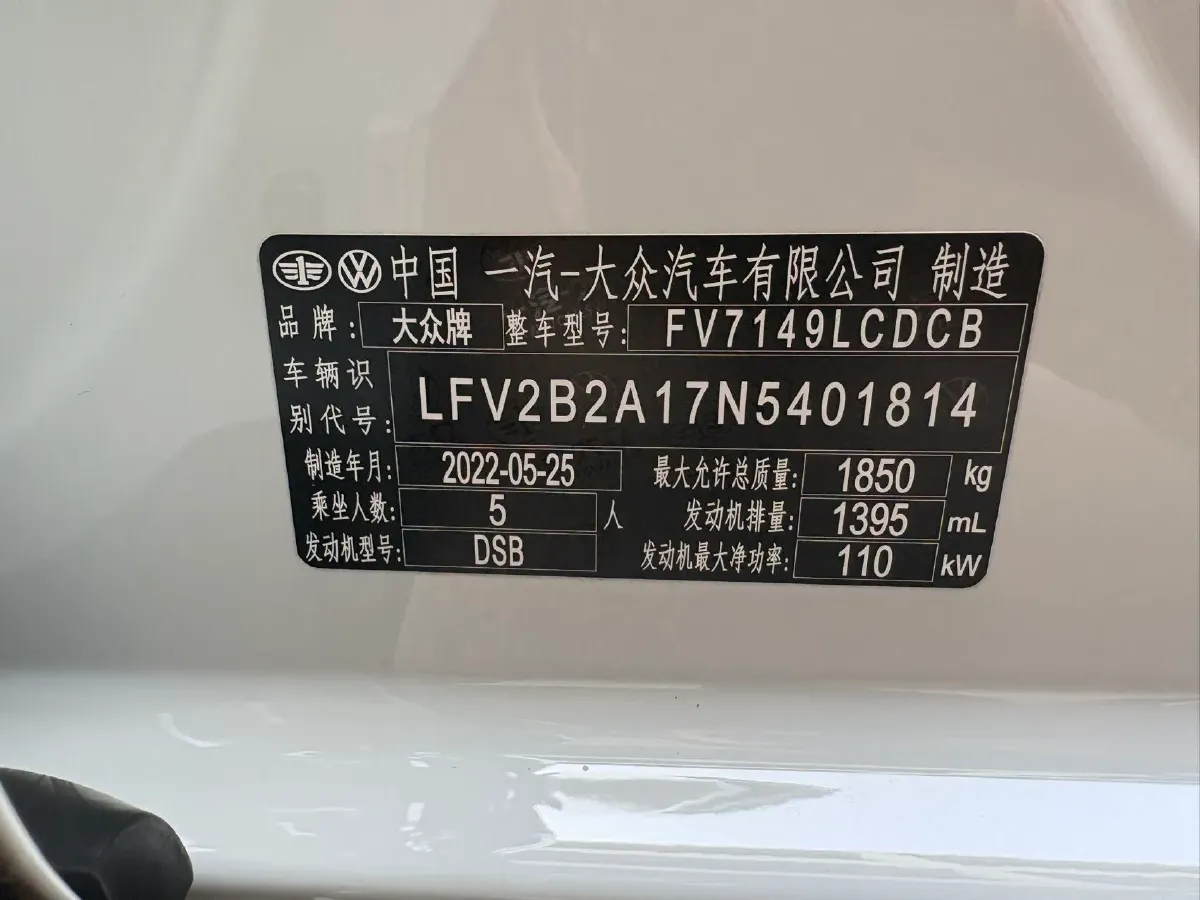 中国 一汽-大众汽车有限公司 制造
品牌: 大众牌 整车型号: FV7149LCDCB
车辆识别代号: LFV2B2A17N5401814
制造年月: 2022-05-25 最大允许总质量: 1850 kg
乘坐人数: 5 人 发动机排量: 1395 mL
发动机型号: DSB 发动机最大净功率: 110 kW